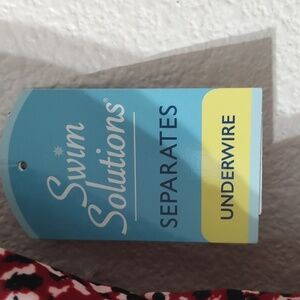 Swim
Solutions®
SEPARATES
UNDERWIRE